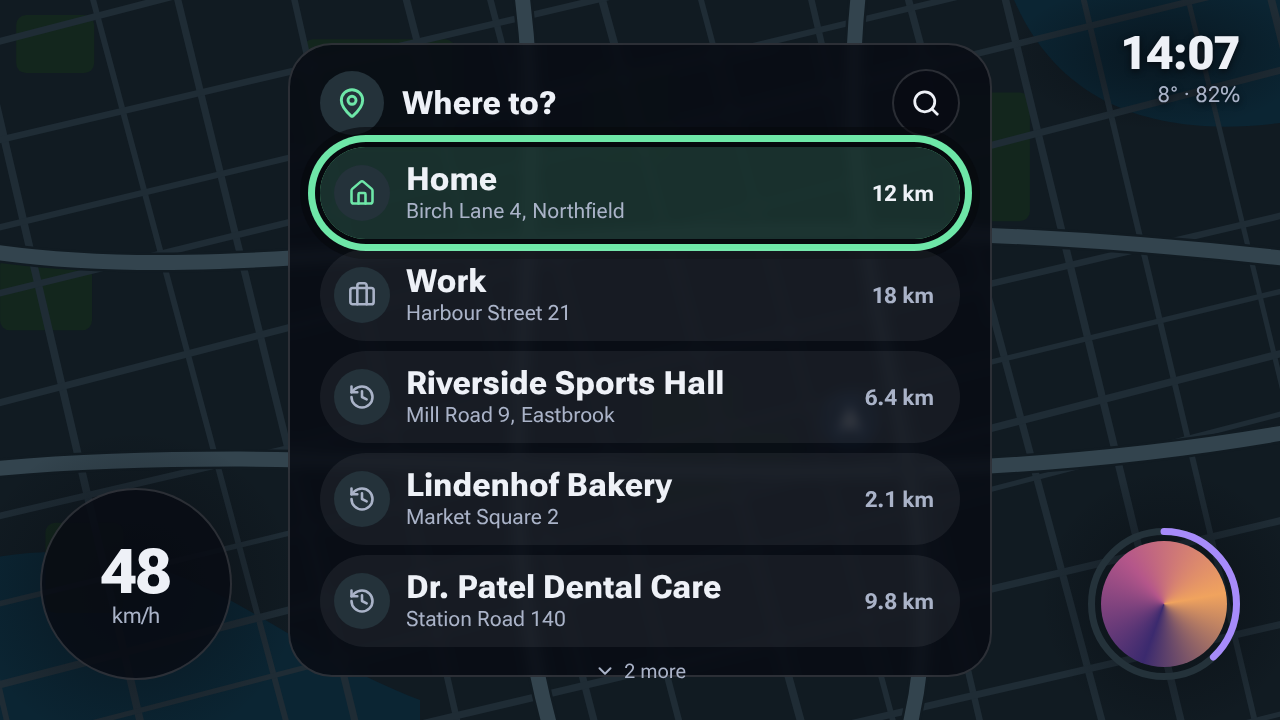 14:07
8° · 82%
Where to?
Home
Birch Lane 4, Northfield
12 km
Work
Harbour Street 21
18 km
Riverside Sports Hall
Mill Road 9, Eastbrook
6.4 km
Lindenhof Bakery
Market Square 2
2.1 km
Dr. Patel Dental Care
Station Road 140
9.8 km
2 more
48
km/h